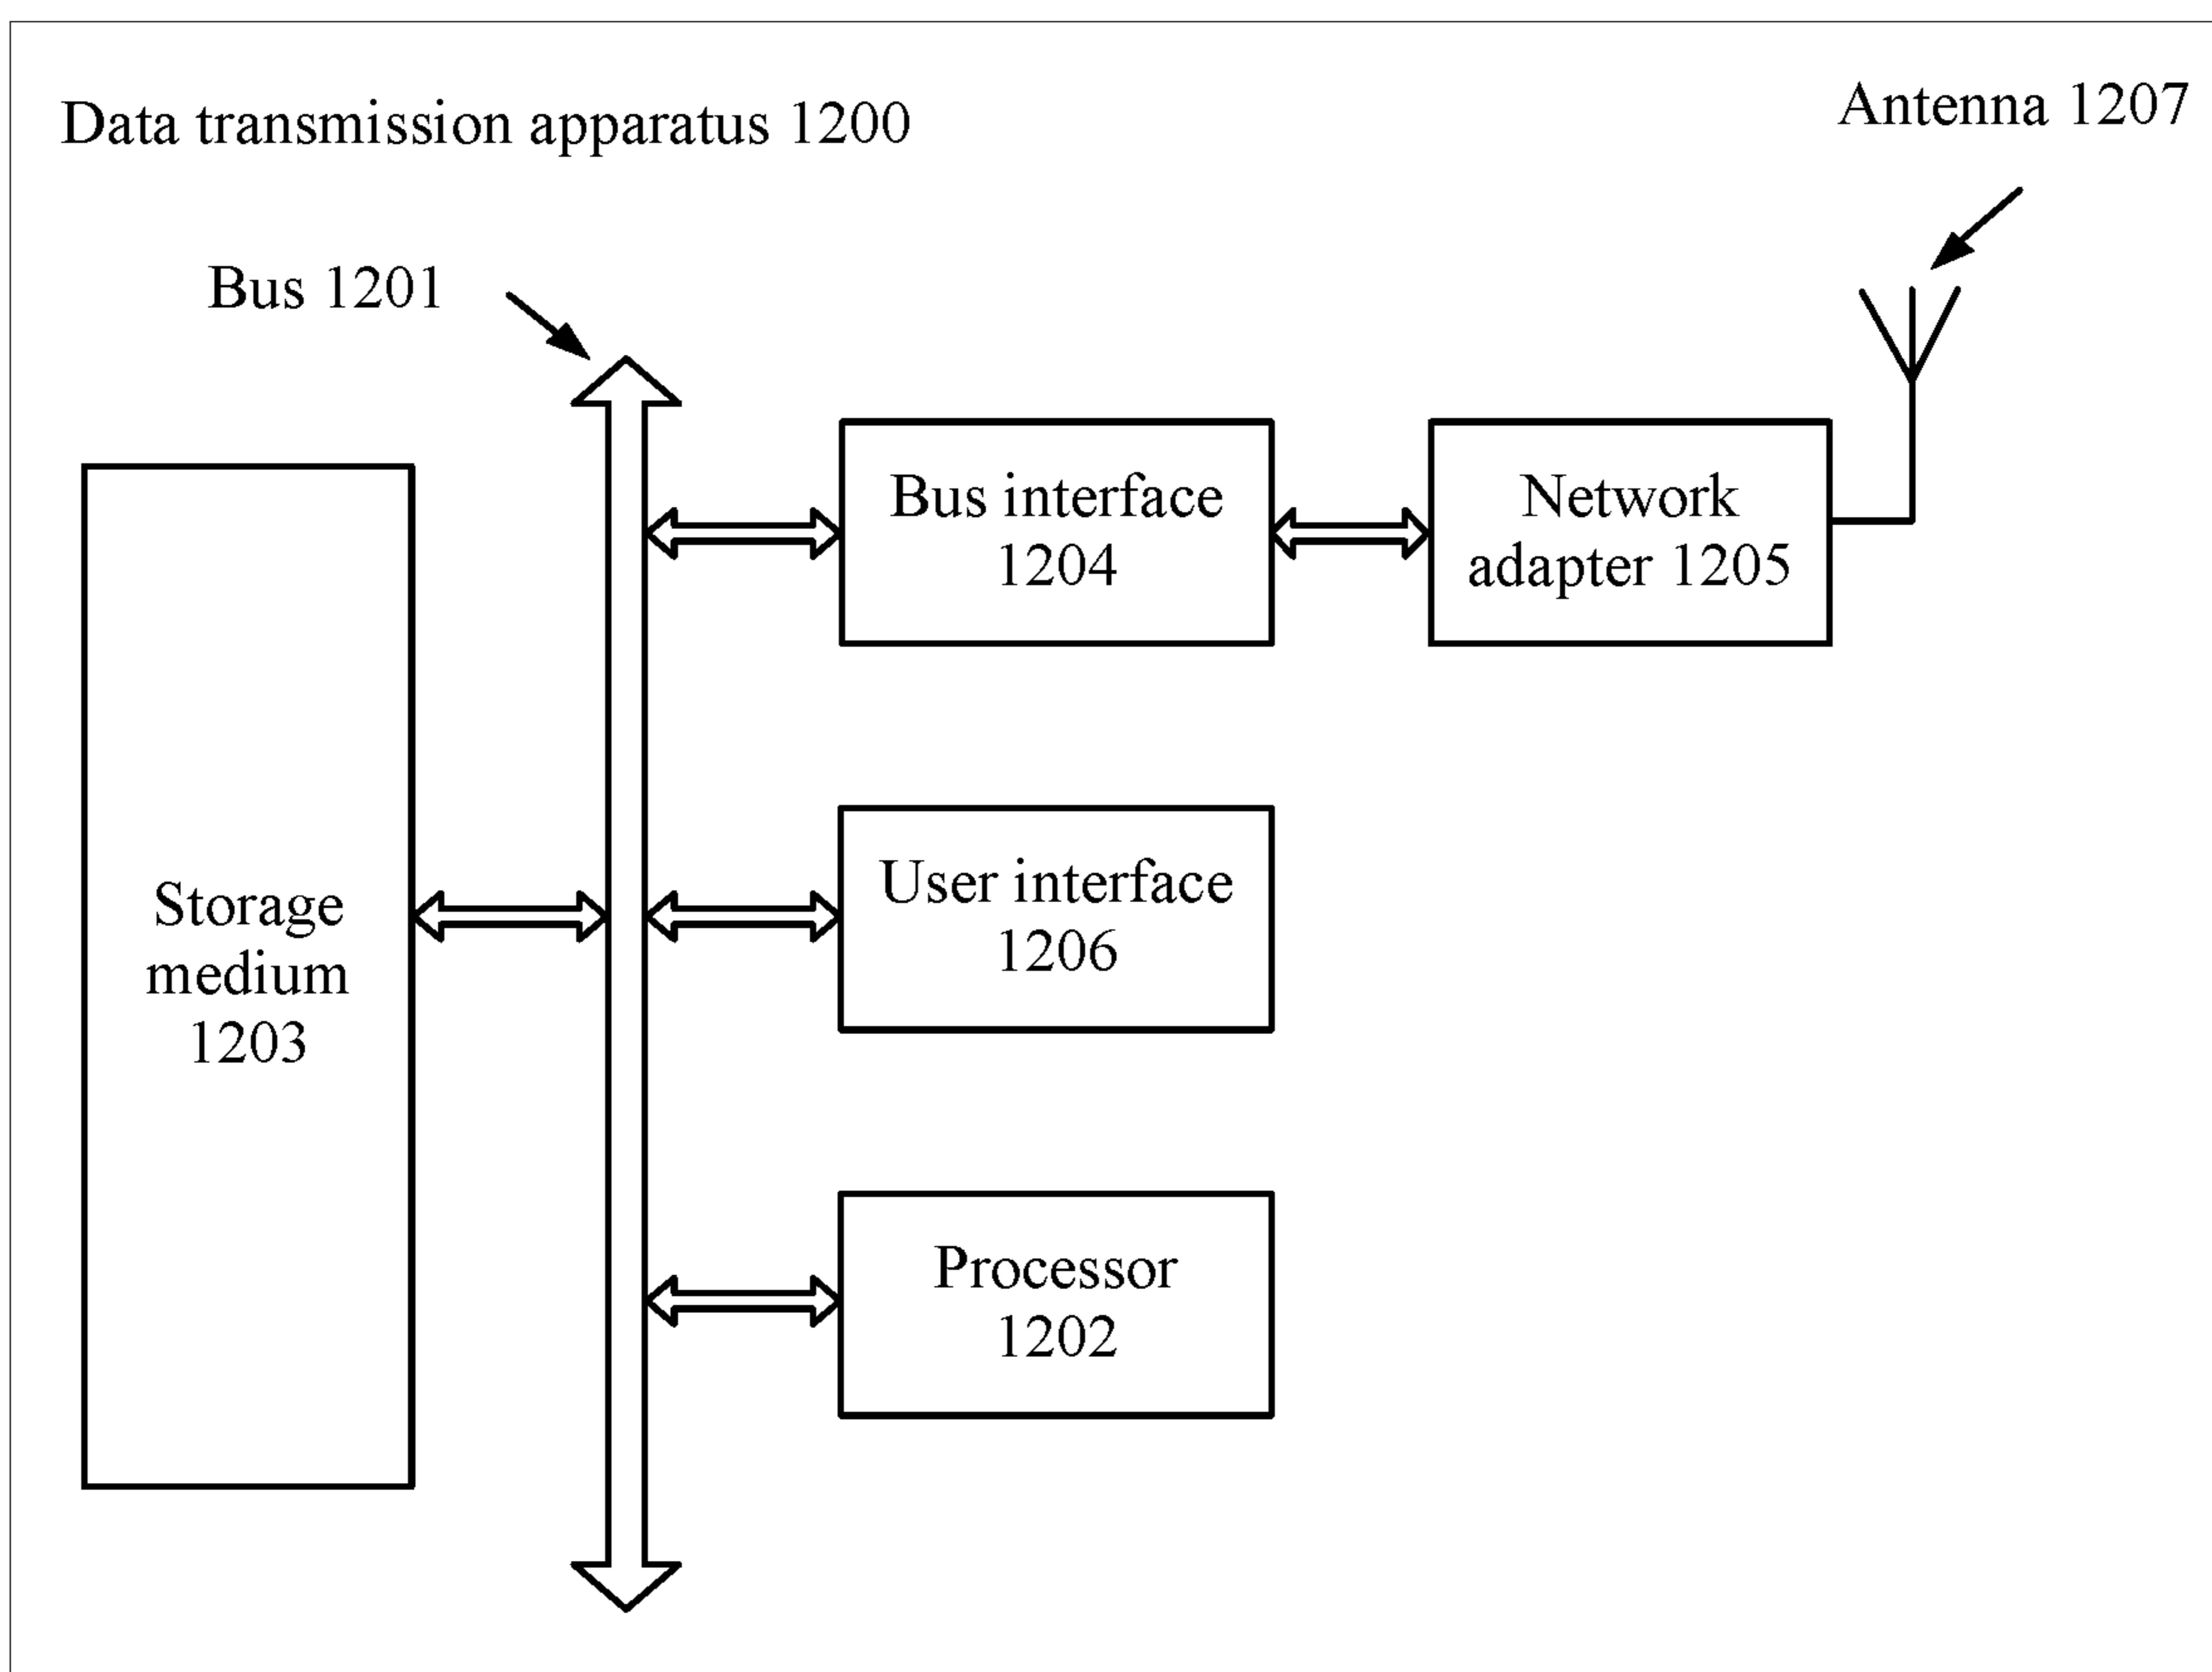 Data transmission apparatus 1200
Antenna 1207
Bus 1201
Bus interface
1204
Network
adapter 1205
Storage
medium
1203
User interface
1206
Processor
1202